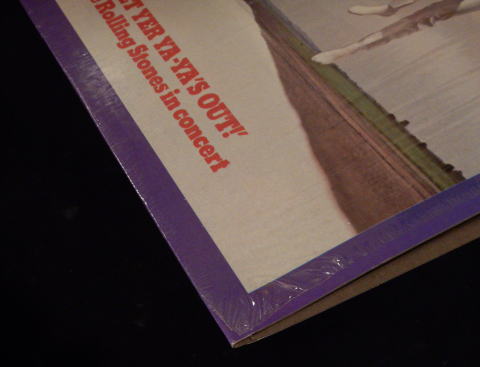 ET YER YA-YA'S OUT!'
e Rolling Stones in concert